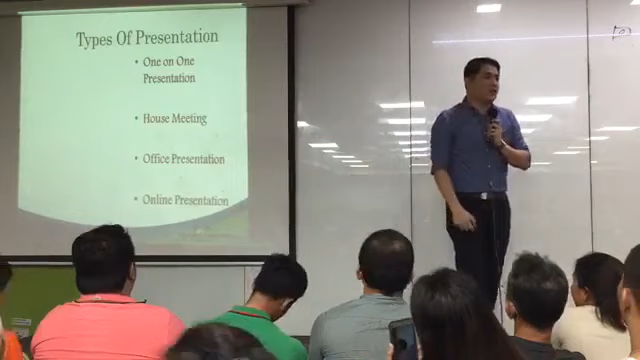 Types Of Presentation
• One on One
Presentation
• House Meeting
• Office Presentation
• Online Presentation